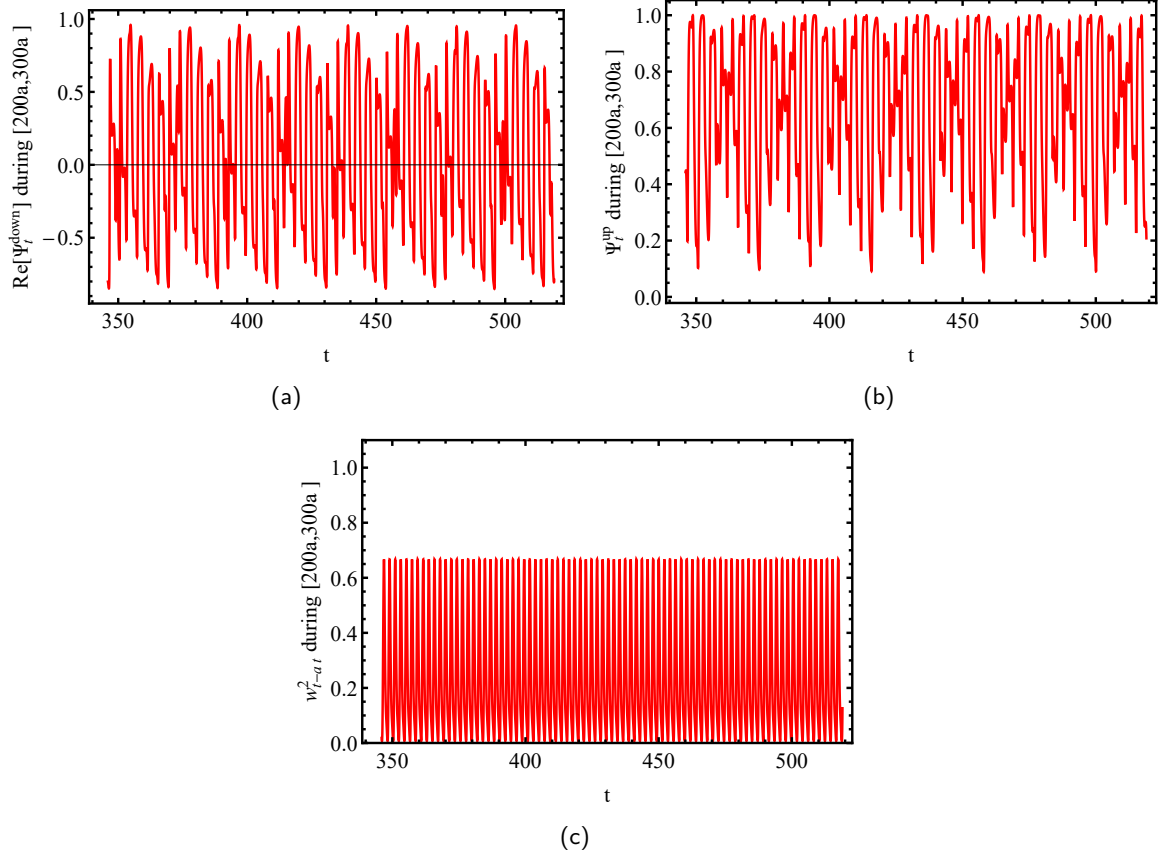 Re[Ψ_t^down] during [200a,300a]
1.0
0.5
0.0
−0.5
350 400 450 500
t
(a)
Ψ_t^up during [200a,300a ]
1.0
0.8
0.6
0.4
0.2
0.0
350 400 450 500
t
(b)
w²_{t−a t} during [200a,300a ]
1.0
0.8
0.6
0.4
0.2
0.0
350 400 450 500
t
(c)